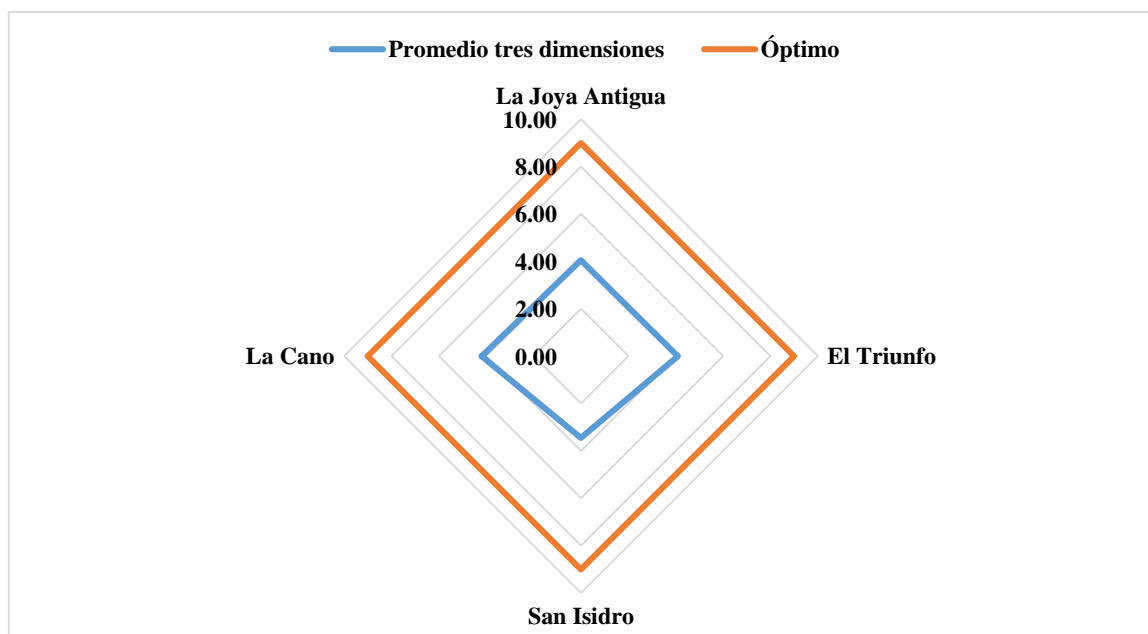 Promedio tres dimensiones Óptimo
La Joya Antigua
10.00
8.00
6.00
4.00
2.00
La Cano 0.00 El Triunfo
San Isidro